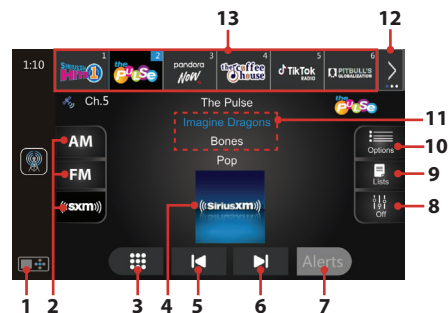 13
12
1
2
3
4
5
6
SiriusXM
Hits 1
the
PULSE
pandora
NOW
the Coffee
House
TikTok
RADIO
PITBULL'S
GLOBALIZATION
1:10
Ch.5
The Pulse
the
PULSE
Imagine Dragons
11
Bones
AM
Pop
Options
10
FM
Lists
9
((sxm))
((SiriusXM))
Off
8
Alerts
1
2
3
4
5
6
7